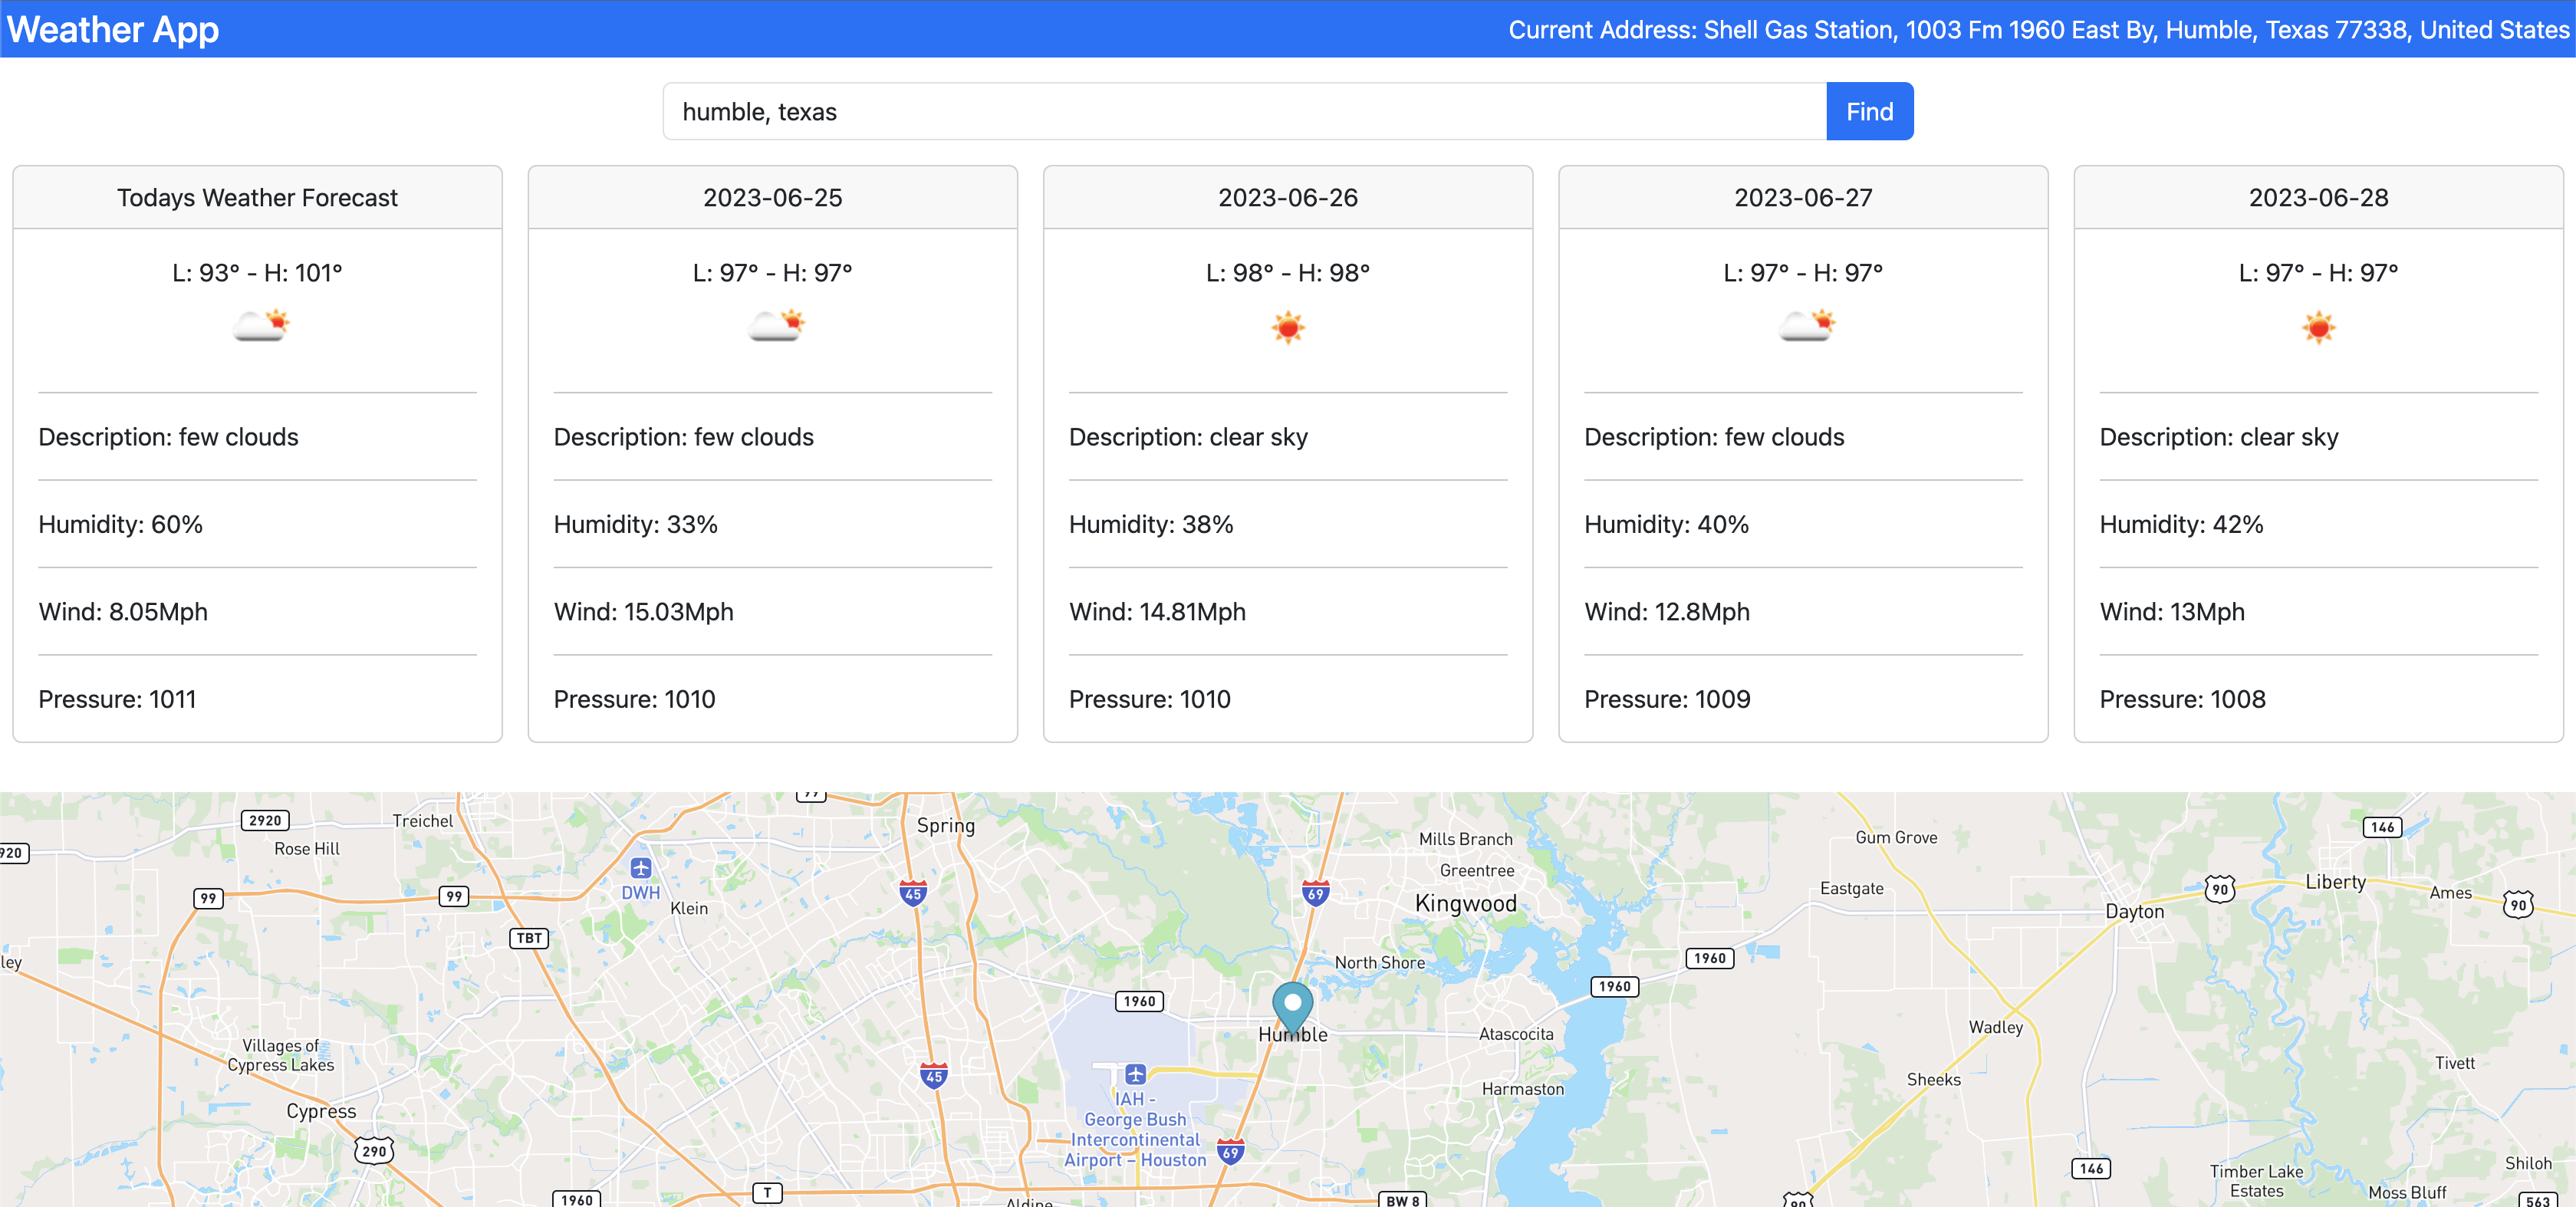 Weather App
Current Address: Shell Gas Station, 1003 Fm 1960 East By, Humble, Texas 77338, United States
humble, texas
Find
Todays Weather Forecast
L: 93° - H: 101°
Description: few clouds
Humidity: 60%
Wind: 8.05Mph
Pressure: 1011
2023-06-25
L: 97° - H: 97°
Description: few clouds
Humidity: 33%
Wind: 15.03Mph
Pressure: 1010
2023-06-26
L: 98° - H: 98°
Description: clear sky
Humidity: 38%
Wind: 14.81Mph
Pressure: 1010
2023-06-27
L: 97° - H: 97°
Description: few clouds
Humidity: 40%
Wind: 12.8Mph
Pressure: 1009
2023-06-28
L: 97° - H: 97°
Description: clear sky
Humidity: 42%
Wind: 13Mph
Pressure: 1008
99
2920
Treichel
Spring
Mills Branch
Gum Grove
146
920
Rose Hill
Greentree
DWH
Klein
99
99
45
69
Kingwood
Eastgate
Dayton
90
Liberty
Ames
90
TBT
ley
North Shore
1960
1960
1960
Humble
Atascocita
Wadley
Villages of
Cypress Lakes
45
Tivett
Sheeks
Harmaston
Cypress
IAH -
George Bush
Intercontinental
Airport – Houston
290
69
146
Timber Lake
Estates
Shiloh
Moss Bluff
1960
T
Aldine
BW 8
90
563